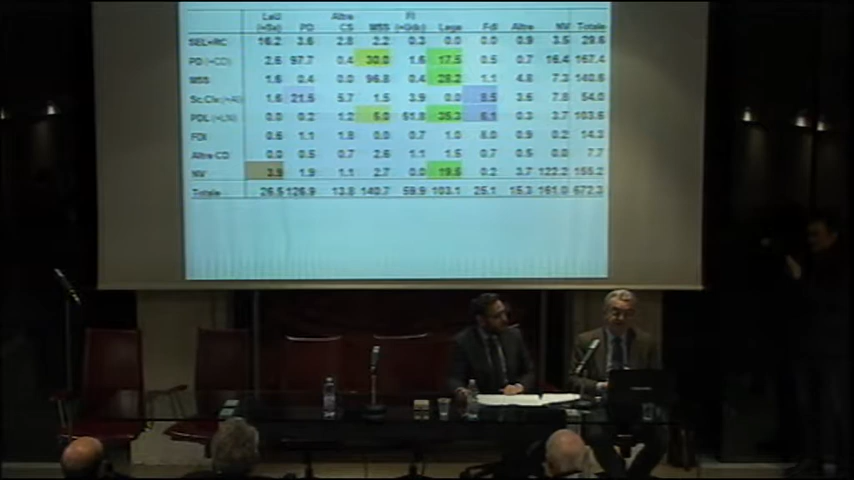 LeU PD Altre M5S FI Lega FdI Altre NV Totale
(+Sa) CS (+Udc)
SEL+RC 16.2 3.6 2.8 2.2 0.3 0.0 0.0 0.9 3.5 29.6
PD (+CD) 2.6 97.7 0.4 30.0 1.6 17.5 0.5 0.7 16.4 167.4
M5S 1.6 0.4 0.0 96.8 0.4 28.2 1.1 4.8 7.3 140.6
Sc.Civ(+A) 1.6 21.5 5.7 1.5 3.9 0.0 8.5 3.6 7.8 54.0
PDL (+LN) 0.0 0.2 1.2 5.0 51.8 35.3 6.1 0.3 3.7 103.6
FDI 0.6 1.1 1.8 0.0 0.7 1.0 8.0 0.9 0.2 14.3
Altre CD 0.0 0.5 0.7 2.6 1.1 1.5 0.7 0.5 0.0 7.7
NV 3.9 1.9 1.1 2.7 0.0 19.5 0.2 3.7 122.2 155.2
Totale 26.5 126.9 13.8 140.7 59.9 103.1 25.1 15.3 161.0 672.3